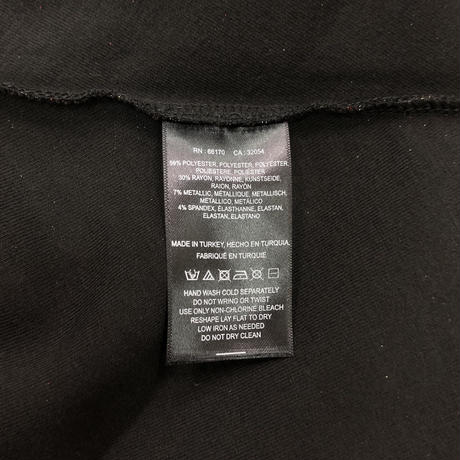 RN : 66170 CA : 32054
59% POLYESTER, POLYESTER, POLYESTER,
POLIESTERE, POLIESTER
30% RAYON, RAYONNE, KUNSTSEIDE,
RAION, RAYÓN
7% METALLIC, MÉTALLIQUE, METALLISCH,
METALLICO, METÁLICO
4% SPANDEX, ÉLASTHANNE, ELASTAN,
ELASTAN, ELASTANO
MADE IN TURKEY, HECHO EN TURQUIA,
FABRIQUÉ EN TURQUIE
HAND WASH COLD SEPARATELY
DO NOT WRING OR TWIST
USE ONLY NON-CHLORINE BLEACH
RESHAPE LAY FLAT TO DRY
LOW IRON AS NEEDED
DO NOT DRY CLEAN